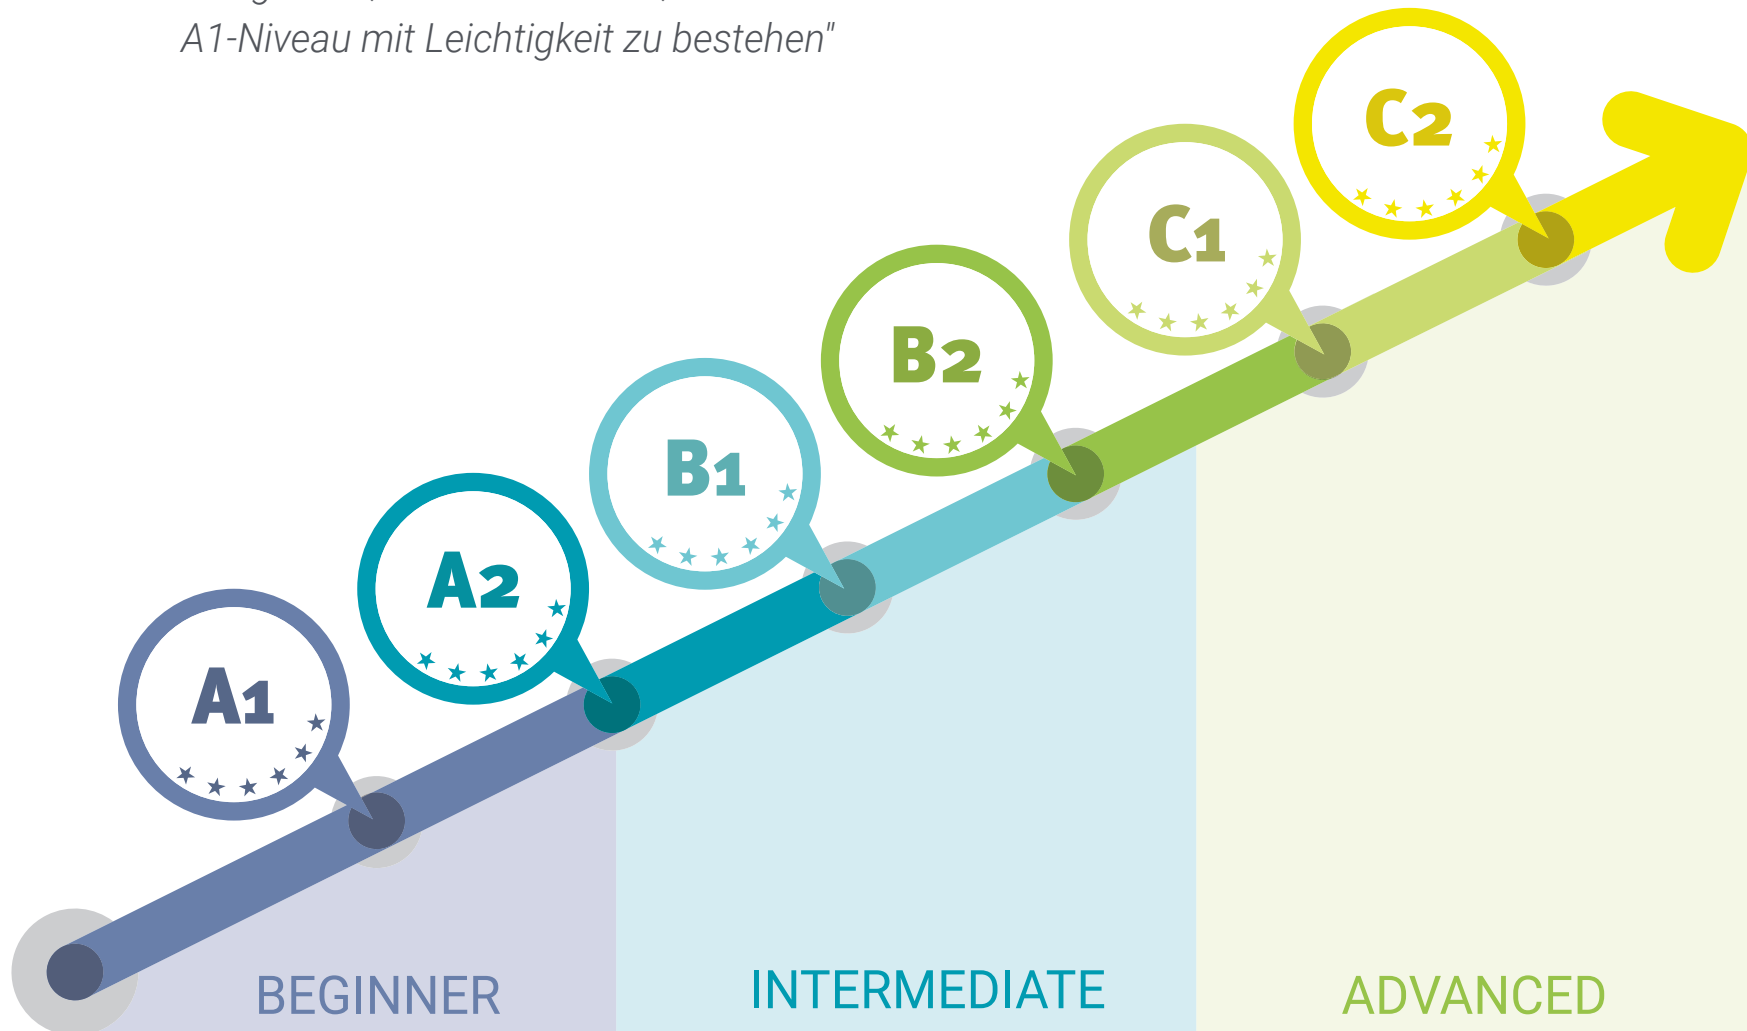 A1-Niveau mit Leichtigkeit zu bestehen"
C2
C1
B2
B1
A2
A1
BEGINNER
INTERMEDIATE
ADVANCED